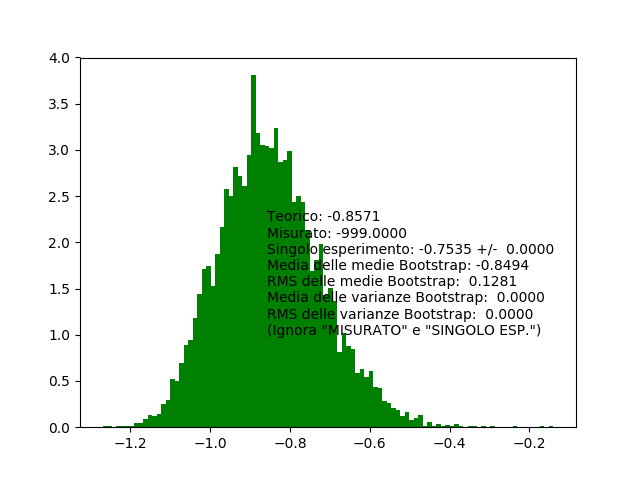 4.0
3.5
3.0
2.5
2.0
1.5
1.0
0.5
0.0
Teorico: -0.8571
Misurato: -999.0000
Singolo esperimento: -0.7535 +/-  0.0000
Media delle medie Bootstrap: -0.8494
RMS delle medie Bootstrap:  0.1281
Media delle varianze Bootstrap:  0.0000
RMS delle varianze Bootstrap:  0.0000
(Ignora "MISURATO" e "SINGOLO ESP.")
−1.2 −1.0 −0.8 −0.6 −0.4 −0.2